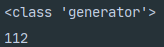 <class 'generator'>
112